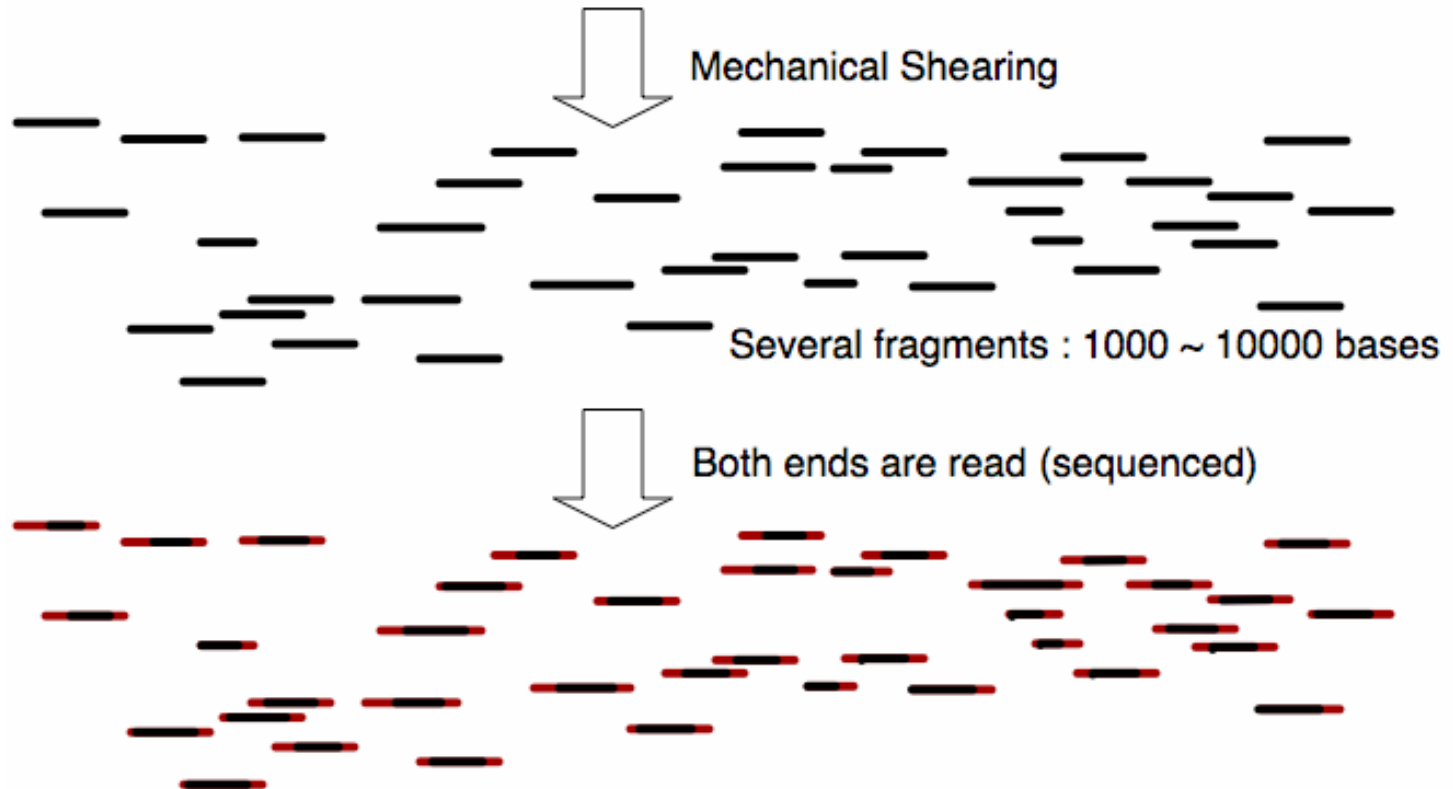 Mechanical Shearing
Several fragments : 1000 ~ 10000 bases
Both ends are read (sequenced)